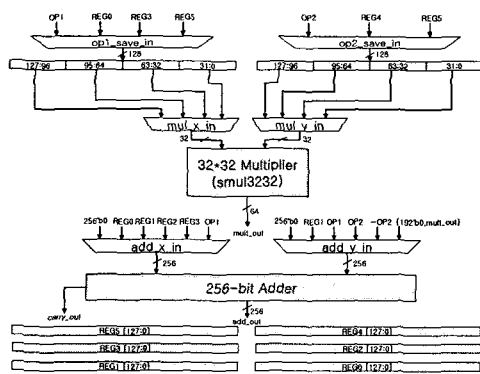 OP1 REG0 REG3 REG5
OP2 REG4 REG5
op1_save_in
op2_save_in
128
128
127:96 95:64 63:32 31:0
127:96 95:64 63:32 31:0
mul_x_in
mul_y_in
32
32
32*32 Multiplier
(smul3232)
64
mult_out
256'b0 REG0 REG1 REG2 REG3 OP1
256'b0 REG1 OP1 OP2 ~OP2 {192'b0,mult_out}
add_x_in
add_y_in
256
256
256-bit Adder
carry_out
256
add_out
REG5 [127:0]
REG4 [127:0]
REG3 [127:0]
REG2 [127:0]
REG1 [127:0]
REG0 [127:0]